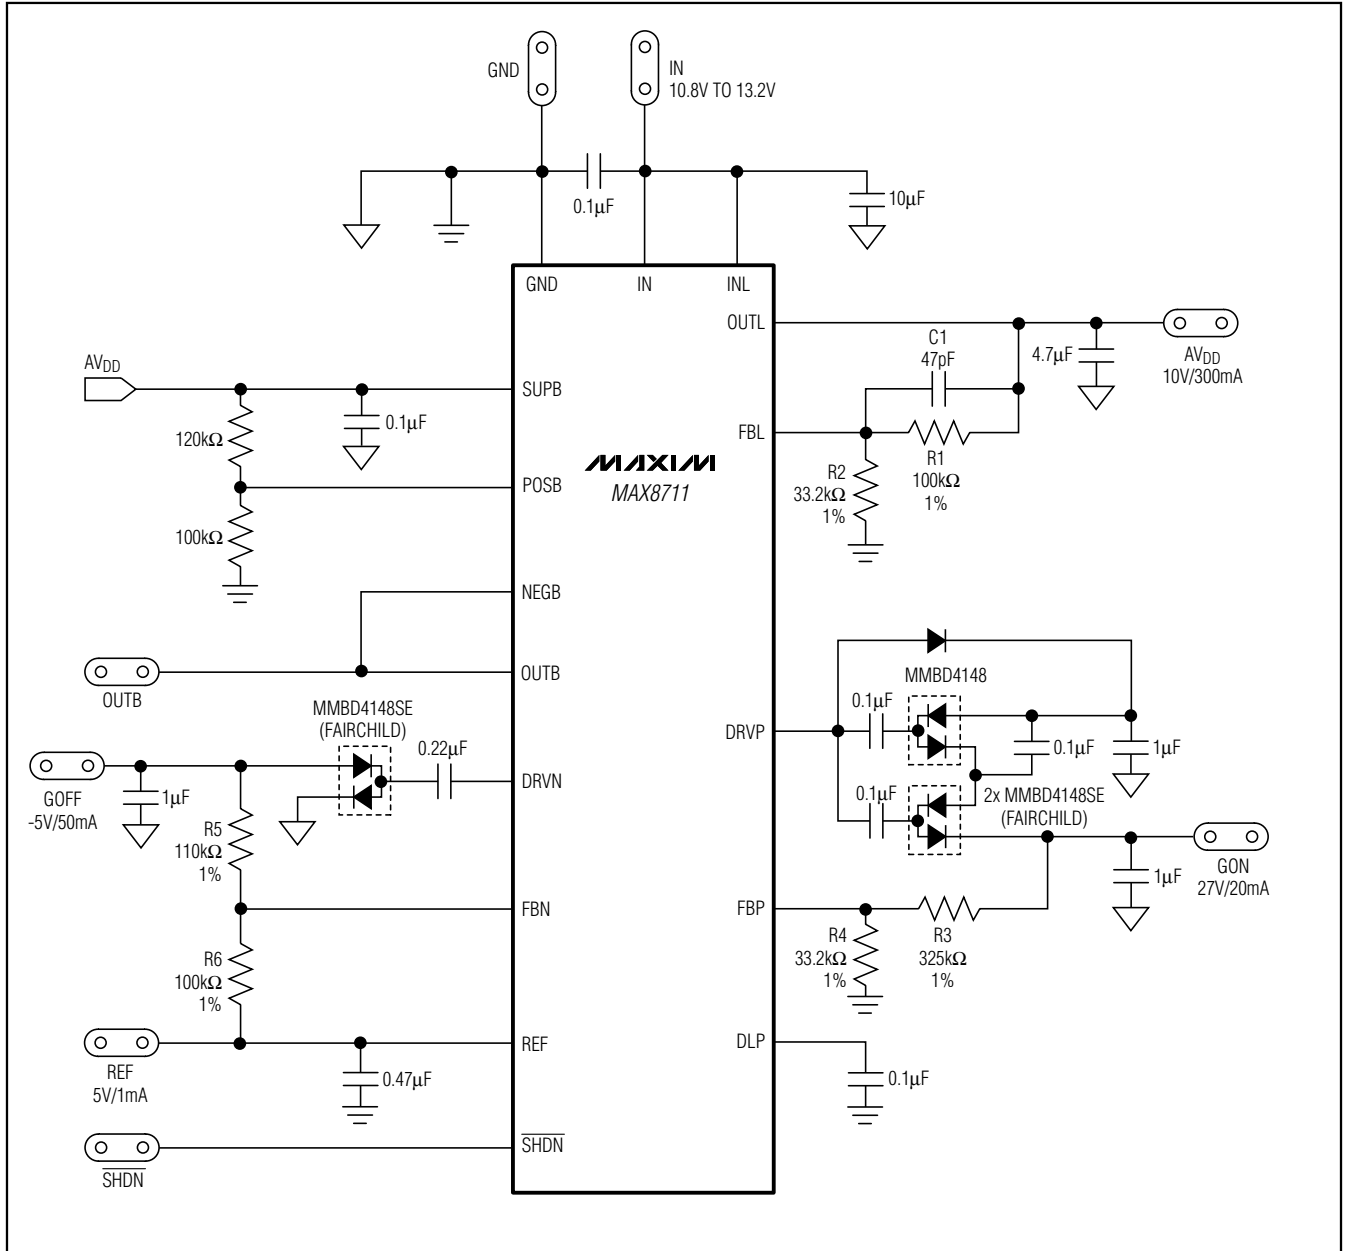 GND
IN
10.8V TO 13.2V
0.1μF
10μF
GND
IN
INL
OUTL
AVDD
SUPB
C1
47pF
4.7μF
AVDD
10V/300mA
120kΩ
0.1μF
FBL
MAXIM
MAX8711
R1
100kΩ
1%
R2
33.2kΩ
1%
POSB
100kΩ
NEGB
OUTB
OUTB
MMBD4148
MMBD4148SE
(FAIRCHILD)
0.22μF
DRVN
DRVP
0.1μF
0.1μF
1μF
0.1μF
2x MMBD4148SE
(FAIRCHILD)
GOFF
-5V/50mA
1μF
R5
110kΩ
1%
GON
27V/20mA
1μF
FBN
FBP
R4
33.2kΩ
1%
R3
325kΩ
1%
R6
100kΩ
1%
REF
DLP
REF
5V/1mA
0.47μF
0.1μF
SHDN
SHDN